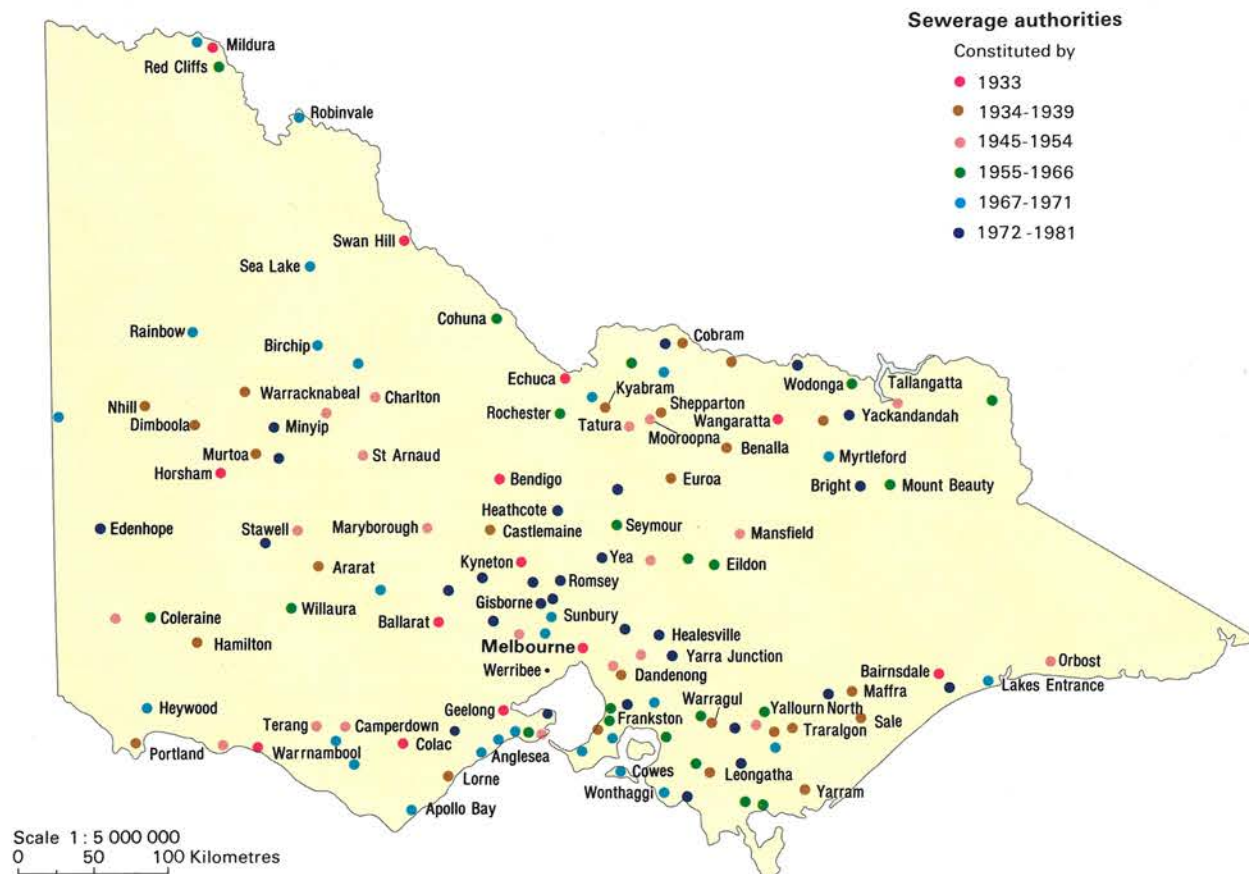 Sewerage authorities
Constituted by
1933
1934-1939
1945-1954
1955-1966
1967-1971
1972-1981
Mildura
Red Cliffs
Robinvale
Swan Hill
Sea Lake
Cohuna
Rainbow
Birchip
Cobram
Echuca
Kyabram
Wodonga
Tallangatta
Warracknabeal
Charlton
Nhill
Rochester
Shepparton
Wangaratta
Yackandandah
Dimboola
Minyip
Tatura
Mooroopna
Benalla
Murtoa
St Arnaud
Myrtleford
Horsham
Bendigo
Euroa
Bright
Mount Beauty
Heathcote
Edenhope
Stawell
Maryborough
Castlemaine
Seymour
Mansfield
Ararat
Kyneton
Yea
Eildon
Romsey
Coleraine
Willaura
Gisborne
Sunbury
Ballarat
Healesville
Hamilton
Melbourne
Yarra Junction
Orbost
Werribee
Dandenong
Bairnsdale
Lakes Entrance
Maffra
Heywood
Geelong
Warragul
Yallourn North
Terang
Camperdown
Frankston
Sale
Portland
Warrnambool
Colac
Anglesea
Traralgon
Lorne
Cowes
Leongatha
Wonthaggi
Yarram
Apollo Bay
Scale 1 : 5 000 000
0 50 100 Kilometres